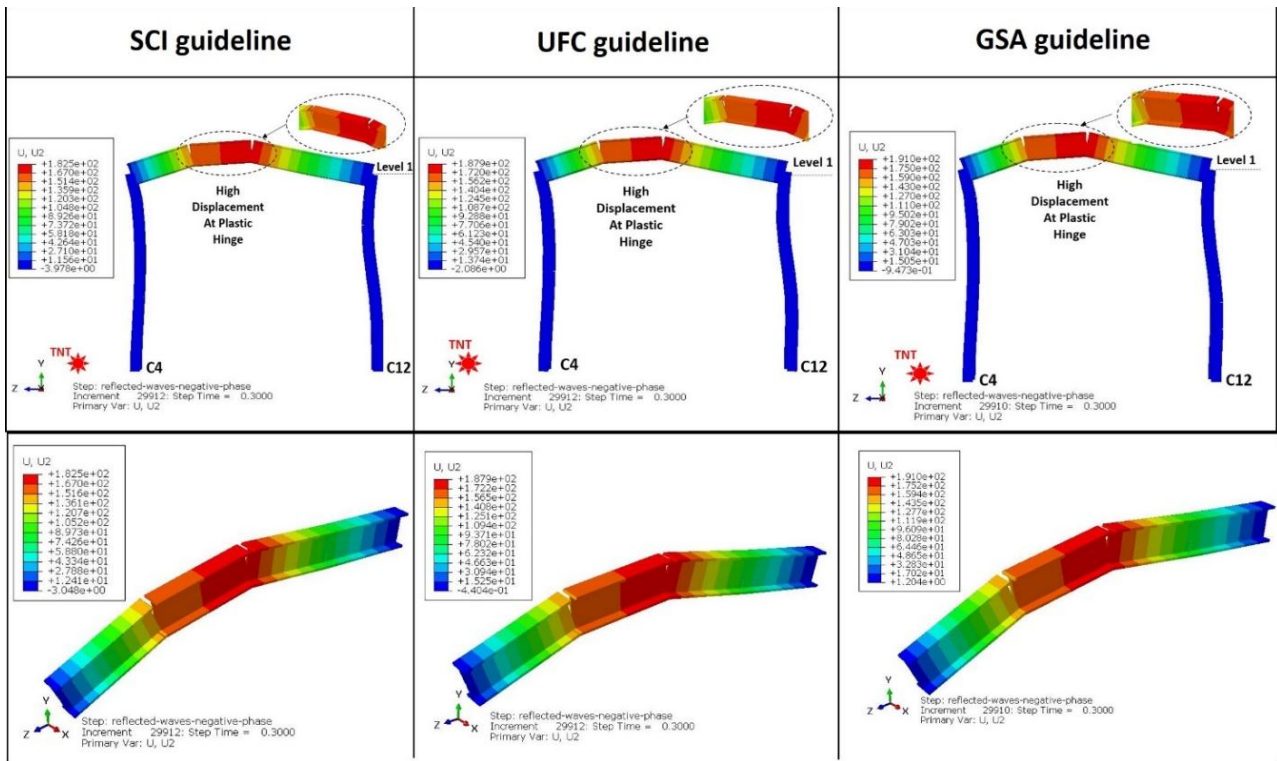 SCI guideline
UFC guideline
GSA guideline
U, U2
+1.825e+02
+1.670e+02
+1.514e+02
+1.359e+02
+1.203e+02
+1.048e+02
+8.926e+01
+7.372e+01
+5.818e+01
+4.264e+01
+2.710e+01
+1.156e+01
-3.978e+00
Level 1
High
Displacement
At Plastic
Hinge
TNT
Y
Z
C4
C12
Step: reflected-waves-negative-phase
Increment 29912: Step Time = 0.3000
Primary Var: U, U2
U, U2
+1.879e+02
+1.720e+02
+1.562e+02
+1.404e+02
+1.245e+02
+1.087e+02
+9.288e+01
+7.706e+01
+6.123e+01
+4.540e+01
+2.957e+01
+1.374e+01
-2.086e+00
Level 1
High
Displacement
At Plastic
Hinge
TNT
Y
Z
C4
C12
Step: reflected-waves-negative-phase
Increment 29912: Step Time = 0.3000
Primary Var: U, U2
U, U2
+1.910e+02
+1.750e+02
+1.590e+02
+1.430e+02
+1.270e+02
+1.110e+02
+9.502e+01
+7.902e+01
+6.303e+01
+4.703e+01
+3.104e+01
+1.505e+01
-9.473e-01
Level 1
High
Displacement
At Plastic
Hinge
TNT
Y
Z
C4
C12
Step: reflected-waves-negative-phase
Increment 29910: Step Time = 0.3000
Primary Var: U, U2
U, U2
+1.825e+02
+1.670e+02
+1.516e+02
+1.361e+02
+1.207e+02
+1.052e+02
+8.973e+01
+7.426e+01
+5.880e+01
+4.334e+01
+2.788e+01
+1.241e+01
-3.048e+00
Y
Z
X
Step: reflected-waves-negative-phase
Increment 29912: Step Time = 0.3000
Primary Var: U, U2
U, U2
+1.879e+02
+1.722e+02
+1.565e+02
+1.408e+02
+1.251e+02
+1.094e+02
+9.371e+01
+7.802e+01
+6.232e+01
+4.663e+01
+3.094e+01
+1.525e+01
-4.404e-01
Y
Z
X
Step: reflected-waves-negative-phase
Increment 29912: Step Time = 0.3000
Primary Var: U, U2
U, U2
+1.910e+02
+1.752e+02
+1.594e+02
+1.435e+02
+1.277e+02
+1.119e+02
+9.609e+01
+8.028e+01
+6.446e+01
+4.865e+01
+3.283e+01
+1.702e+01
+1.204e+00
Y
Z
X
Step: reflected-waves-negative-phase
Increment 29910: Step Time = 0.3000
Primary Var: U, U2